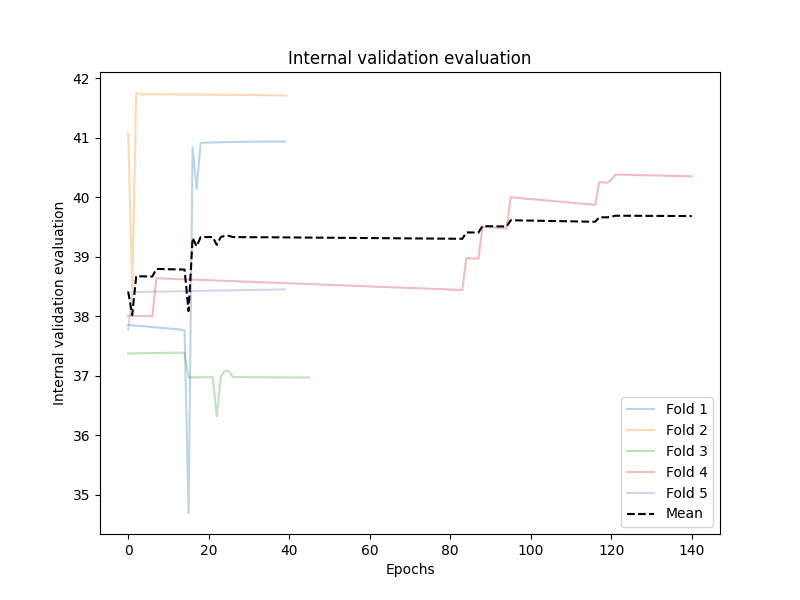 Internal validation evaluation
Internal validation evaluation
42
41
40
39
38
37
36
35
0 20 40 60 80 100 120 140
Epochs
Fold 1
Fold 2
Fold 3
Fold 4
Fold 5
Mean